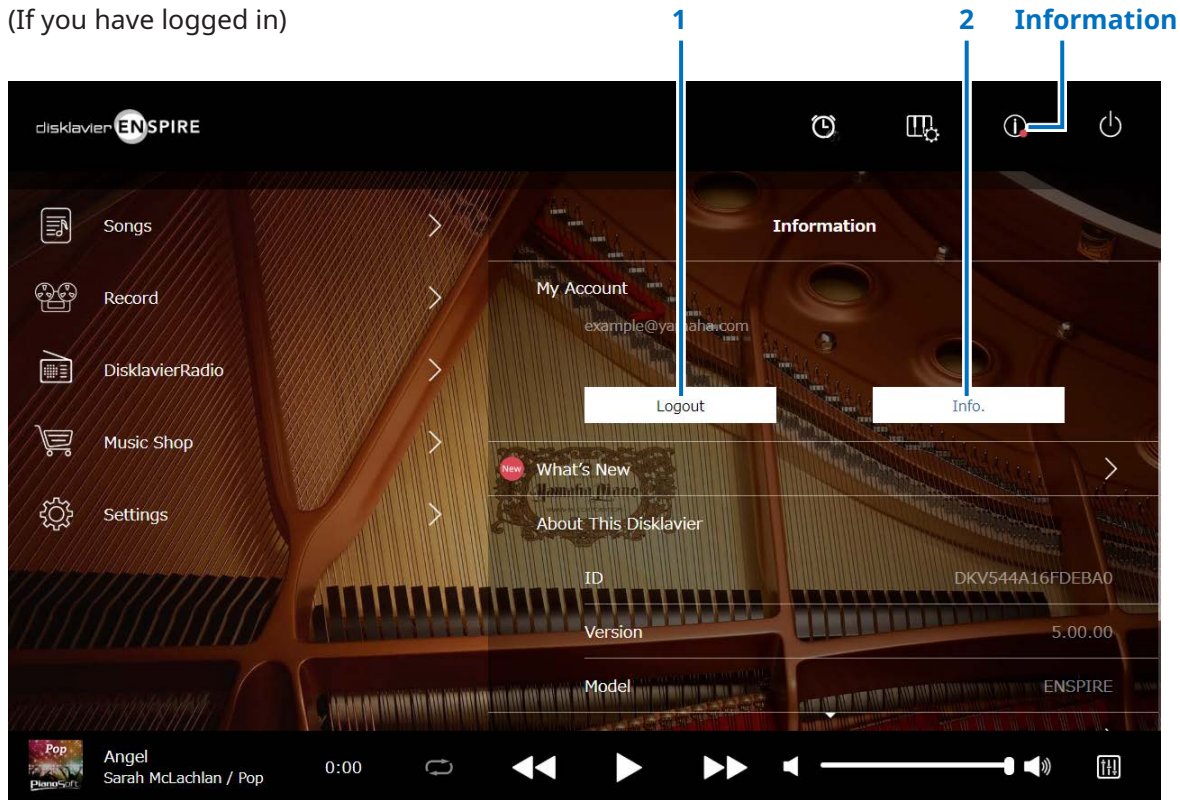 (If you have logged in)
1
2
Information
disklavier ENSPIRE
Songs
Record
DisklavierRadio
Music Shop
Settings
Information
My Account
example@yamaha.com
Logout
Info.
New
What's New
Yamaha Piano
About This Disklavier
ID
DKV544A16FDEBA0
Version
5.00.00
Model
ENSPIRE
Pop
PianoSoft
Angel
Sarah McLachlan / Pop
0:00